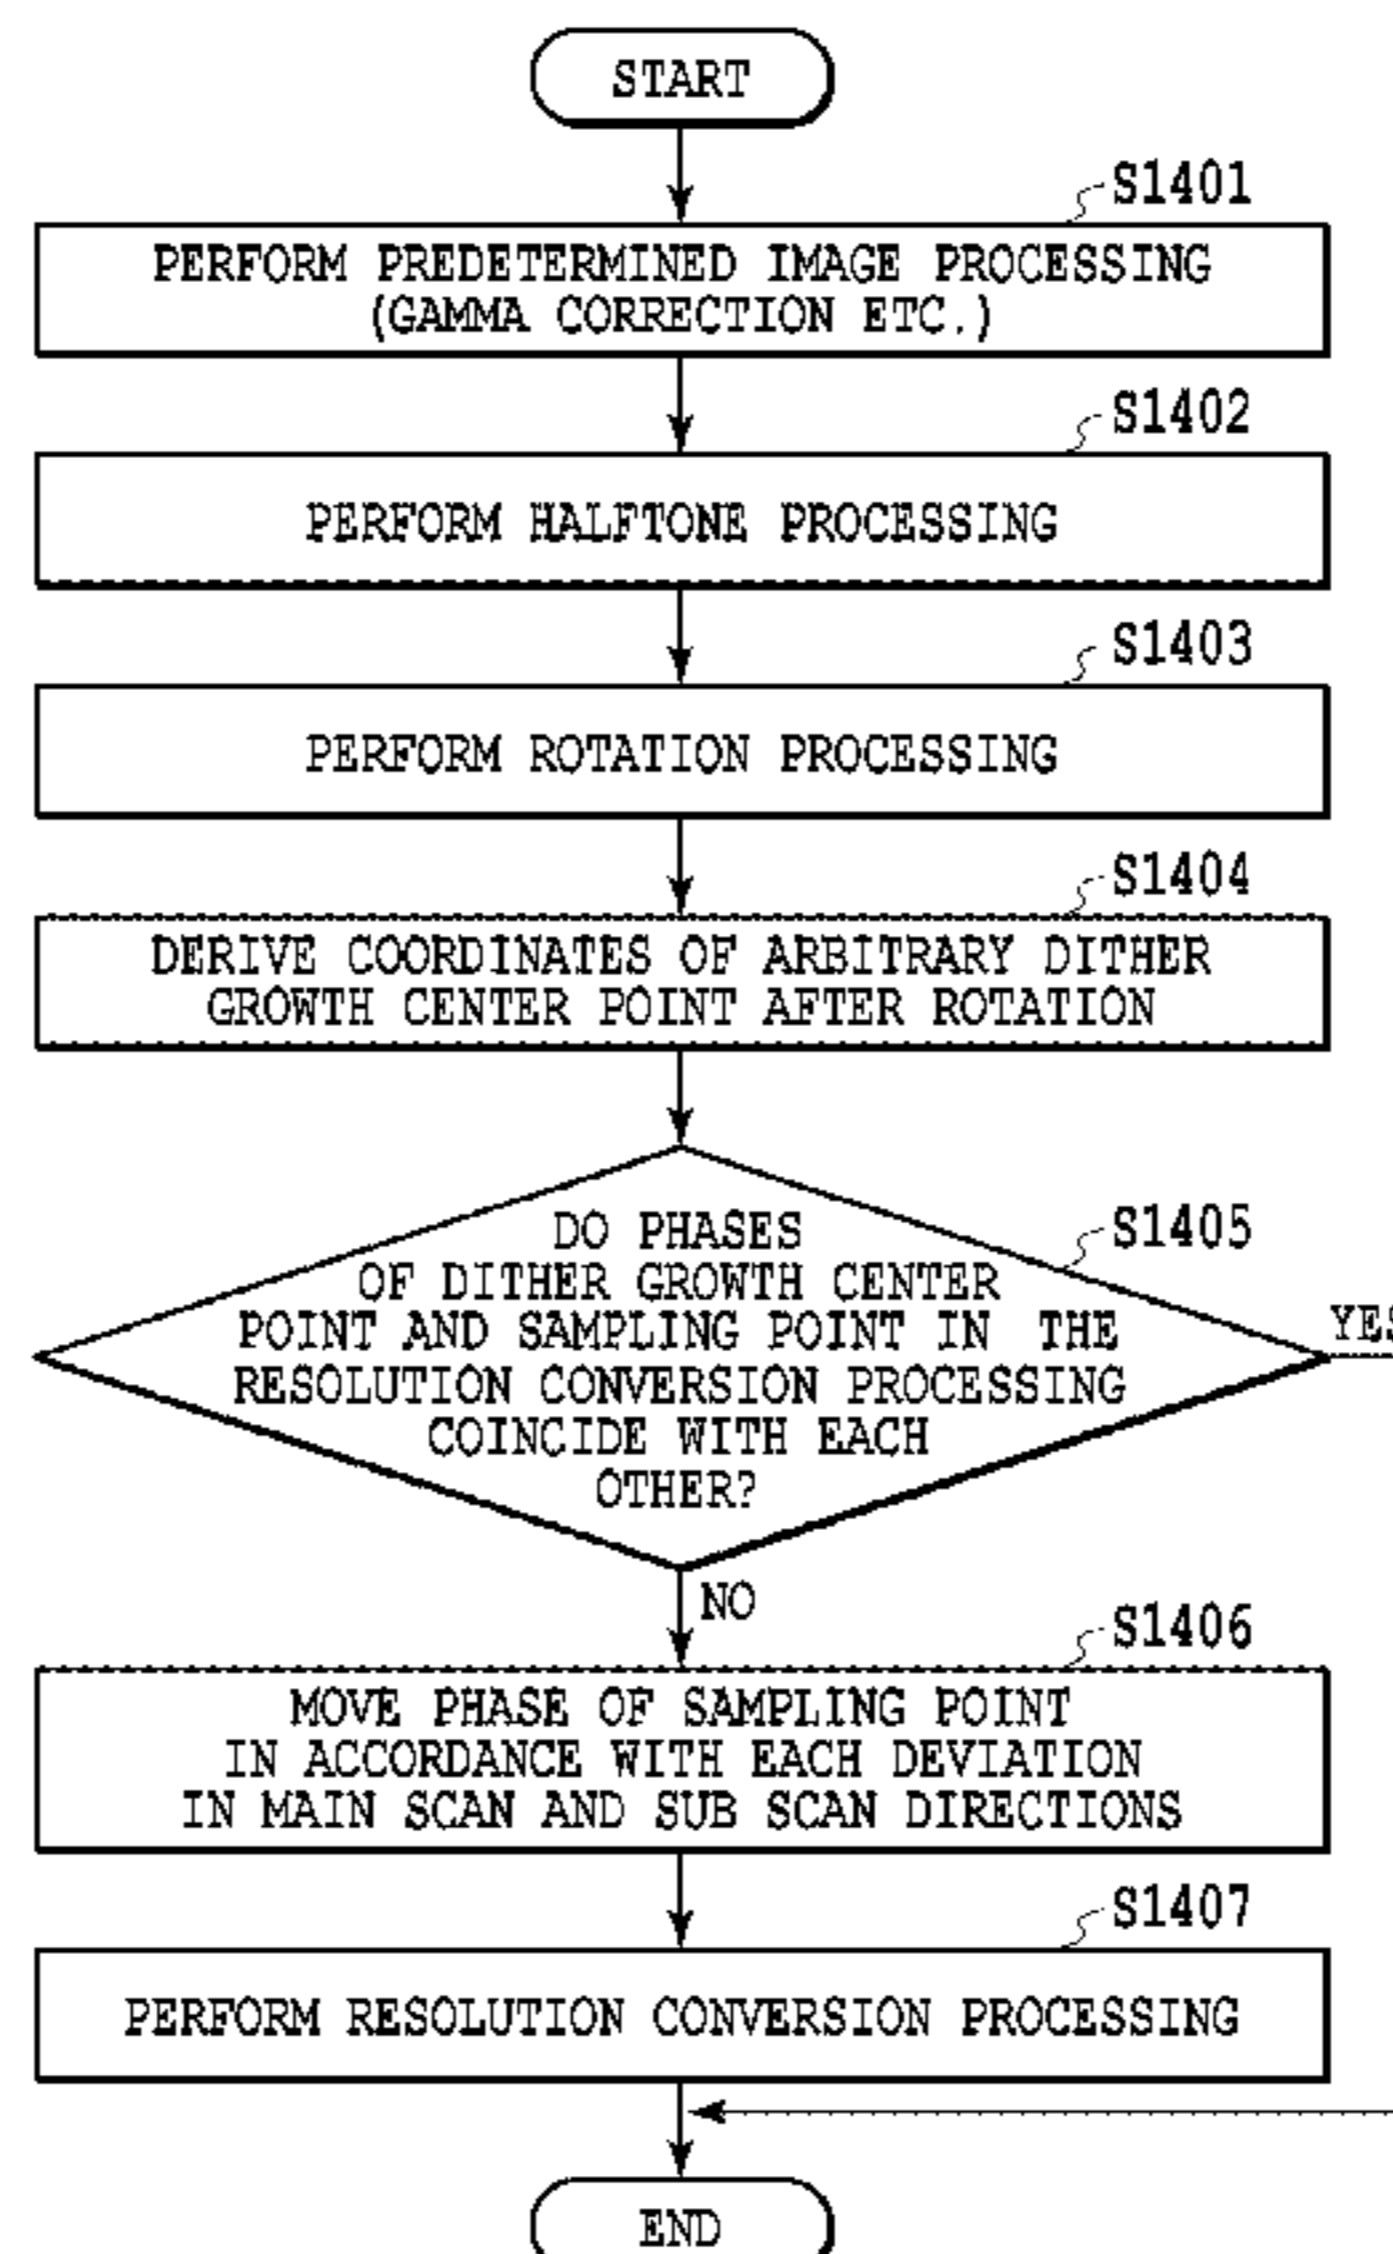 START
S1401
PERFORM PREDETERMINED IMAGE PROCESSING
(GAMMA CORRECTION ETC.)
S1402
PERFORM HALFTONE PROCESSING
S1403
PERFORM ROTATION PROCESSING
S1404
DERIVE COORDINATES OF ARBITRARY DITHER
GROWTH CENTER POINT AFTER ROTATION
S1405
DO PHASES
OF DITHER GROWTH CENTER
POINT AND SAMPLING POINT IN THE
RESOLUTION CONVERSION PROCESSING
COINCIDE WITH EACH
OTHER?
YES
NO
S1406
MOVE PHASE OF SAMPLING POINT
IN ACCORDANCE WITH EACH DEVIATION
IN MAIN SCAN AND SUB SCAN DIRECTIONS
S1407
PERFORM RESOLUTION CONVERSION PROCESSING
END